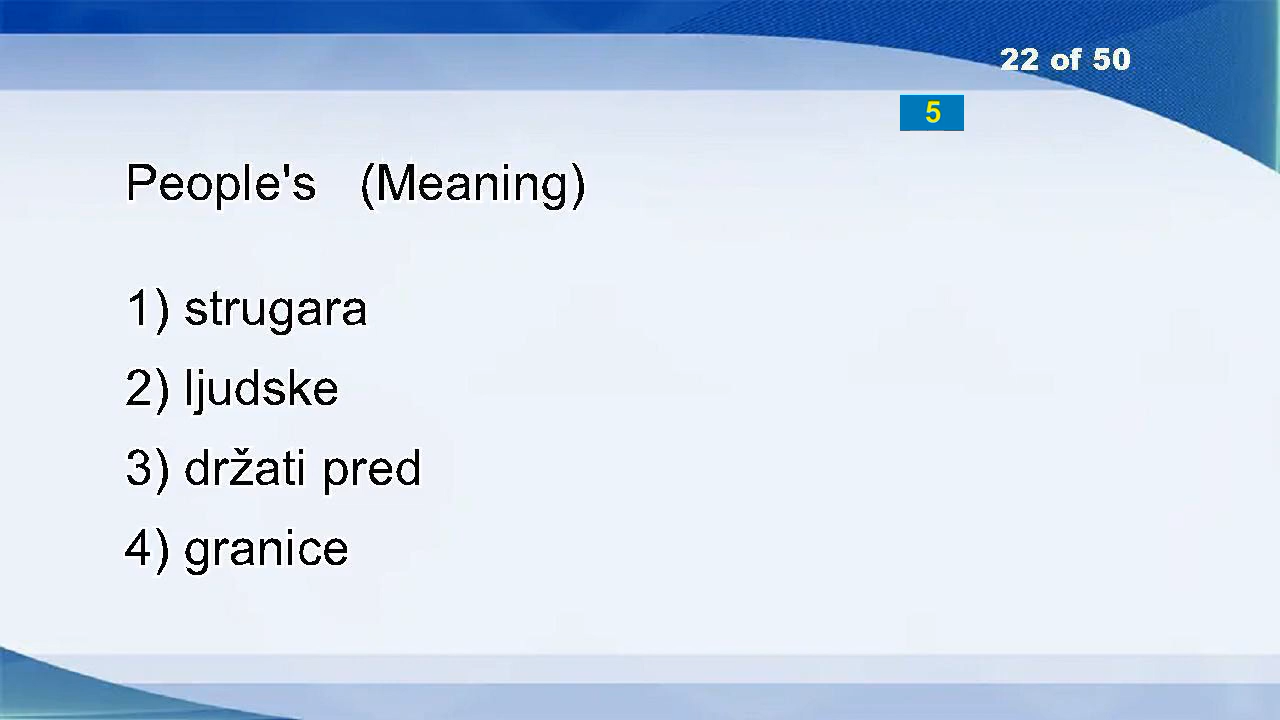 22 of 50
5
People's (Meaning)
1) strugara
2) ljudske
3) držati pred
4) granice